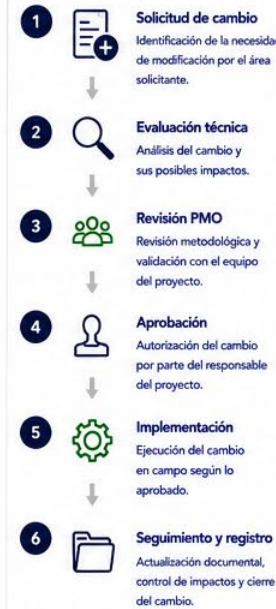 1
Solicitud de cambio
Identificación de la necesidad
de modificación por el área
solicitante.
2
Evaluación técnica
Análisis del cambio y
sus posibles impactos.
3
Revisión PMO
Revisión metodológica y
validación con el equipo
del proyecto.
4
Aprobación
Autorización del cambio
por parte del responsable
del proyecto.
5
Implementación
Ejecución del cambio
en campo según lo
aprobado.
6
Seguimiento y registro
Actualización documental,
control de impactos y cierre
del cambio.